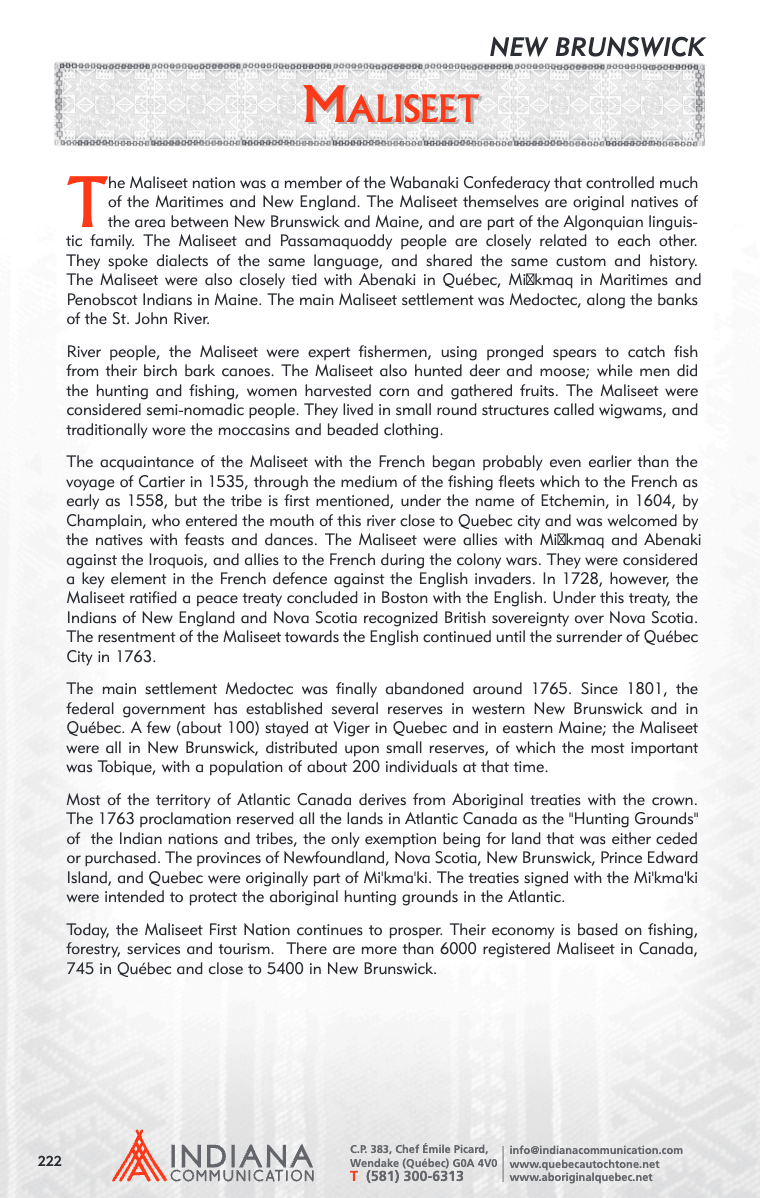 NEW BRUNSWICK
MALISEET
The Maliseet nation was a member of the Wabanaki Confederacy that controlled much
of the Maritimes and New England. The Maliseet themselves are original natives of
the area between New Brunswick and Maine, and are part of the Algonquian linguis-
tic family. The Maliseet and Passamaquoddy people are closely related to each other.
They spoke dialects of the same language, and shared the same custom and history.
The Maliseet were also closely tied with Abenaki in Québec, Mi☒kmaq in Maritimes and
Penobscot Indians in Maine. The main Maliseet settlement was Medoctec, along the banks
of the St. John River.
River people, the Maliseet were expert fishermen, using pronged spears to catch fish
from their birch bark canoes. The Maliseet also hunted deer and moose; while men did
the hunting and fishing, women harvested corn and gathered fruits. The Maliseet were
considered semi-nomadic people. They lived in small round structures called wigwams, and
traditionally wore the moccasins and beaded clothing.
The acquaintance of the Maliseet with the French began probably even earlier than the
voyage of Cartier in 1535, through the medium of the fishing fleets which to the French as
early as 1558, but the tribe is first mentioned, under the name of Etchemin, in 1604, by
Champlain, who entered the mouth of this river close to Quebec city and was welcomed by
the natives with feasts and dances. The Maliseet were allies with Mi☒kmaq and Abenaki
against the Iroquois, and allies to the French during the colony wars. They were considered
a key element in the French defence against the English invaders. In 1728, however, the
Maliseet ratified a peace treaty concluded in Boston with the English. Under this treaty, the
Indians of New England and Nova Scotia recognized British sovereignty over Nova Scotia.
The resentment of the Maliseet towards the English continued until the surrender of Québec
City in 1763.
The main settlement Medoctec was finally abandoned around 1765. Since 1801, the
federal government has established several reserves in western New Brunswick and in
Québec. A few (about 100) stayed at Viger in Quebec and in eastern Maine; the Maliseet
were all in New Brunswick, distributed upon small reserves, of which the most important
was Tobique, with a population of about 200 individuals at that time.
Most of the territory of Atlantic Canada derives from Aboriginal treaties with the crown.
The 1763 proclamation reserved all the lands in Atlantic Canada as the "Hunting Grounds"
of the Indian nations and tribes, the only exemption being for land that was either ceded
or purchased. The provinces of Newfoundland, Nova Scotia, New Brunswick, Prince Edward
Island, and Quebec were originally part of Mi'kma'ki. The treaties signed with the Mi'kma'ki
were intended to protect the aboriginal hunting grounds in the Atlantic.
Today, the Maliseet First Nation continues to prosper. Their economy is based on fishing,
forestry, services and tourism. There are more than 6000 registered Maliseet in Canada,
745 in Québec and close to 5400 in New Brunswick.
222
INDIANA
COMMUNICATION
C.P. 383, Chef Émile Picard,
Wendake (Québec) G0A 4V0
T (581) 300-6313
info@indianacommunication.com
www.quebecautochtone.net
www.aboriginalquebec.net